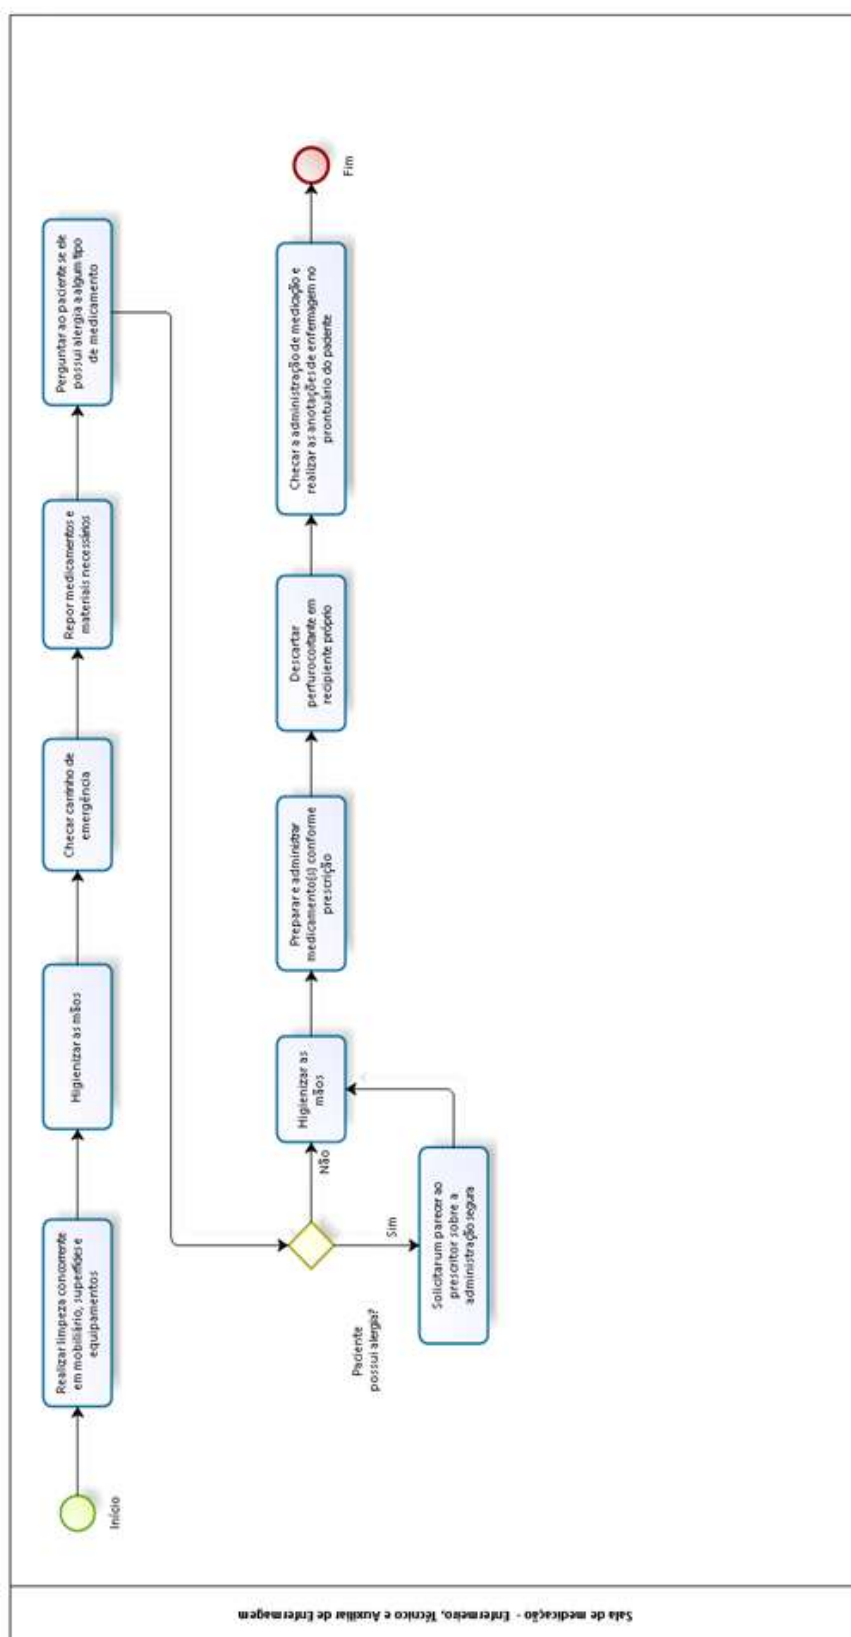 Sala de medicação - Enfermeiro, Técnico e Auxiliar de Enfermagem
Início
Realizar limpeza concorrente
em mobiliário, superfícies e
equipamentos
Higienizar as mãos
Checar carrinho de
emergência
Repor medicamentos e
materiais necessários
Perguntar ao paciente se ele
possui alergia a algum tipo
de medicamento
Paciente
possui alergia?
Não
Sim
Solicitar um parecer ao
prescritor sobre a
administração segura
Higienizar as
mãos
Preparar e administrar
medicamento(s) conforme
prescrição
Descartar
perfurocortante em
recipiente próprio
Checar a administração de medicação e
realizar as anotações de enfermagem no
prontuário do paciente
Fim